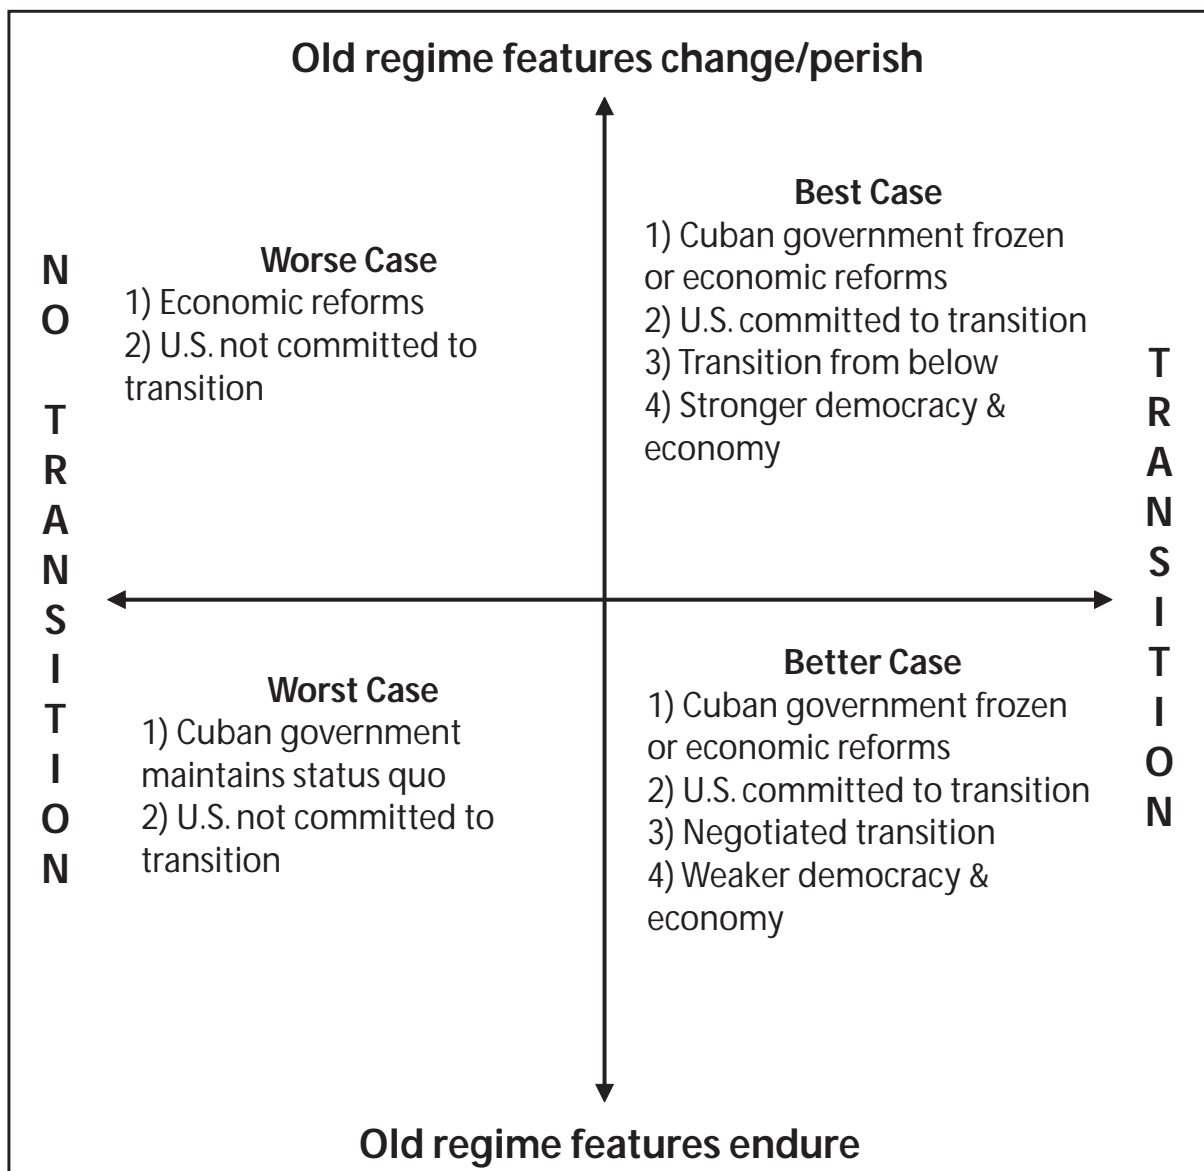 Old regime features change/perish
Worse Case
1) Economic reforms
2) U.S. not committed to
transition
Best Case
1) Cuban government frozen
or economic reforms
2) U.S. committed to transition
3) Transition from below
4) Stronger democracy &
economy
NO TRANSITION
TRANSITION
Worst Case
1) Cuban government
maintains status quo
2) U.S. not committed to
transition
Better Case
1) Cuban government frozen
or economic reforms
2) U.S. committed to transition
3) Negotiated transition
4) Weaker democracy &
economy
Old regime features endure